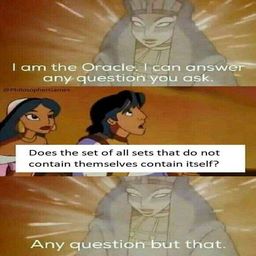 I am the Oracle. I can answer
any question you ask.
@PhilosopherGames
Does the set of all sets that do not
contain themselves contain itself?
Any question but that.